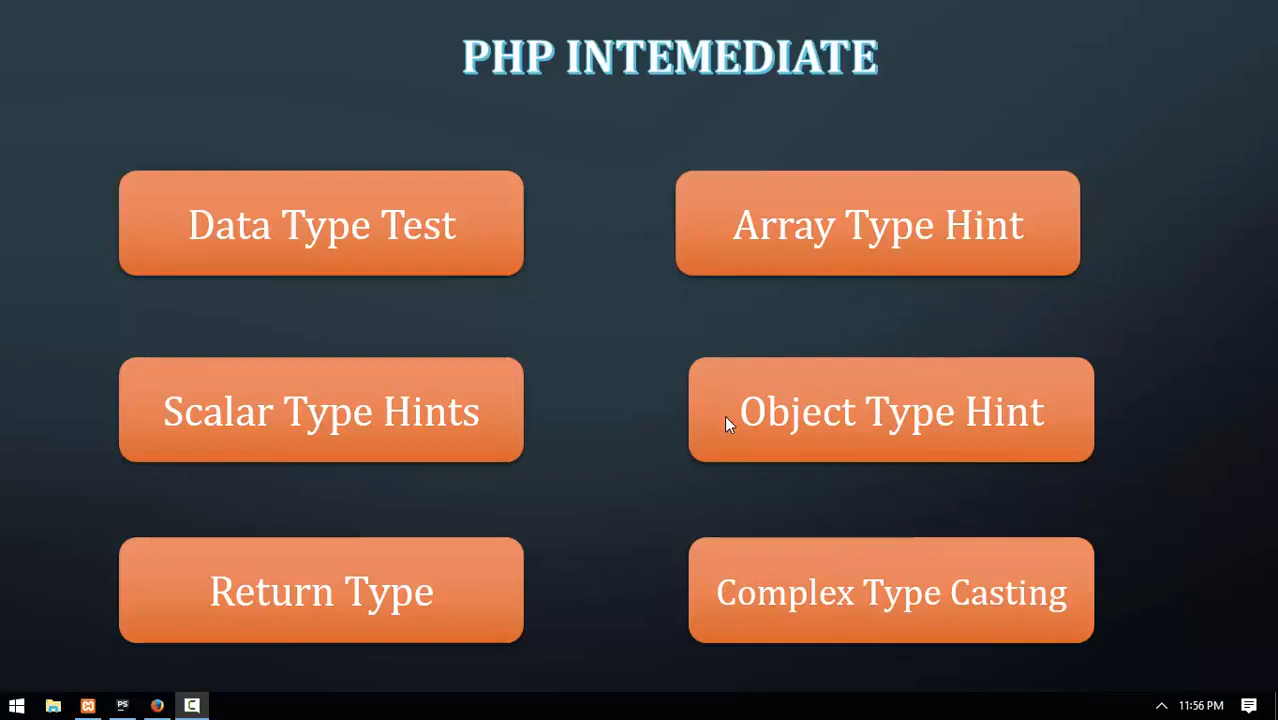 PHP INTEMEDIATE
Data Type Test
Array Type Hint
Scalar Type Hints
Object Type Hint
Return Type
Complex Type Casting
PS
C
11:56 PM